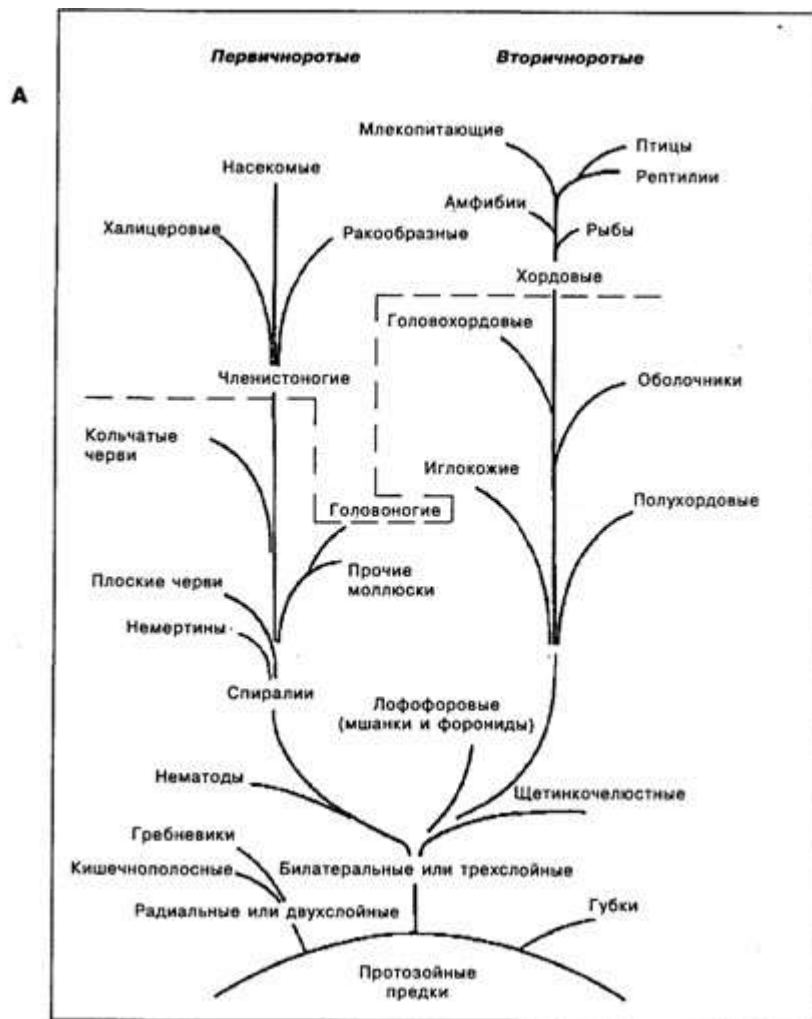 А
Первичноротые
Вторичноротые
Млекопитающие
Птицы
Рептилии
Насекомые
Амфибии
Халицеровые
Ракообразные
Рыбы
Хордовые
Головохордовые
Членистоногие
Оболочники
Кольчатые
черви
Иглокожие
Полухордовые
Головоногие
Плоские черви
Прочие
моллюски
Немертины
Спиралии
Лофофоровые
(мшанки и форониды)
Нематоды
Щетинкочелюстные
Гребневики
Кишечнополосные
Билатеральные или трехслойные
Радиальные или двухслойные
Губки
Протозойные
предки